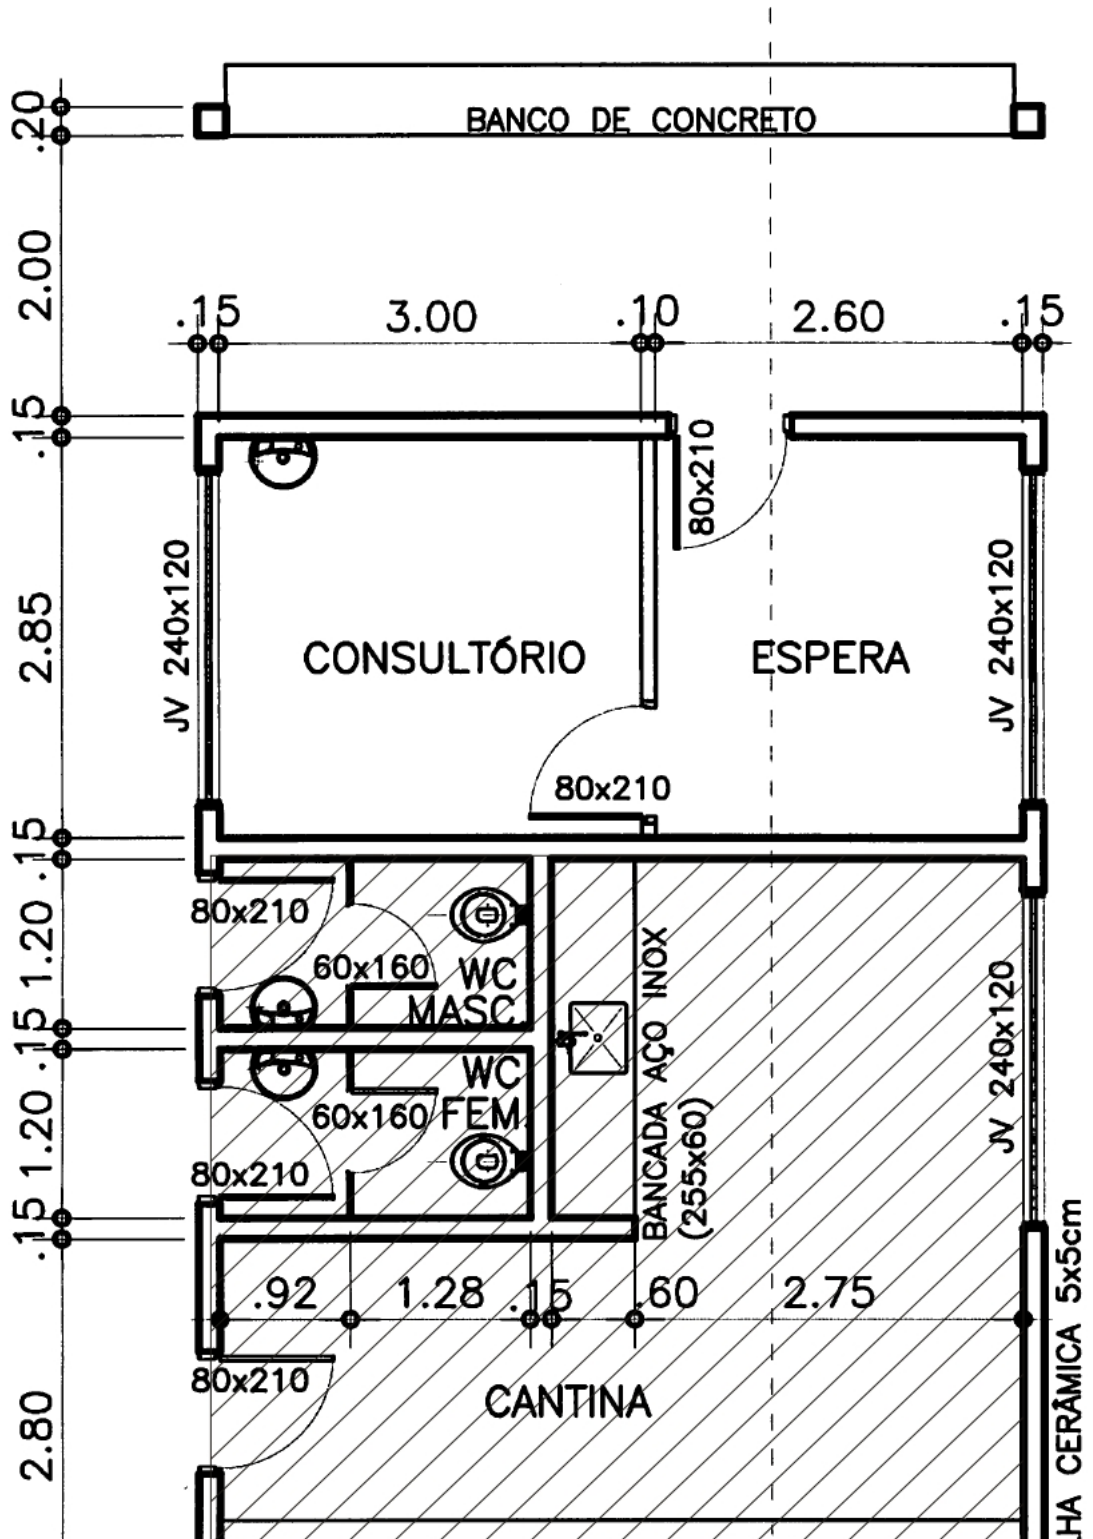 BANCO DE CONCRETO
.20
2.00
.15
3.00
.10
2.60
.15
.15
80x210
JV 240x120
2.85
CONSULTÓRIO
ESPERA
JV 240x120
80x210
.15
80x210
1.20
60x160
WC
MASC.
BANCADA AÇO INOX
(255x60)
JV 240x120
.15
WC
FEM.
60x160
1.20
80x210
.15
.92
1.28
.15
.60
2.75
80x210
CANTINA
2.80
LHA CERÂMICA 5x5cm